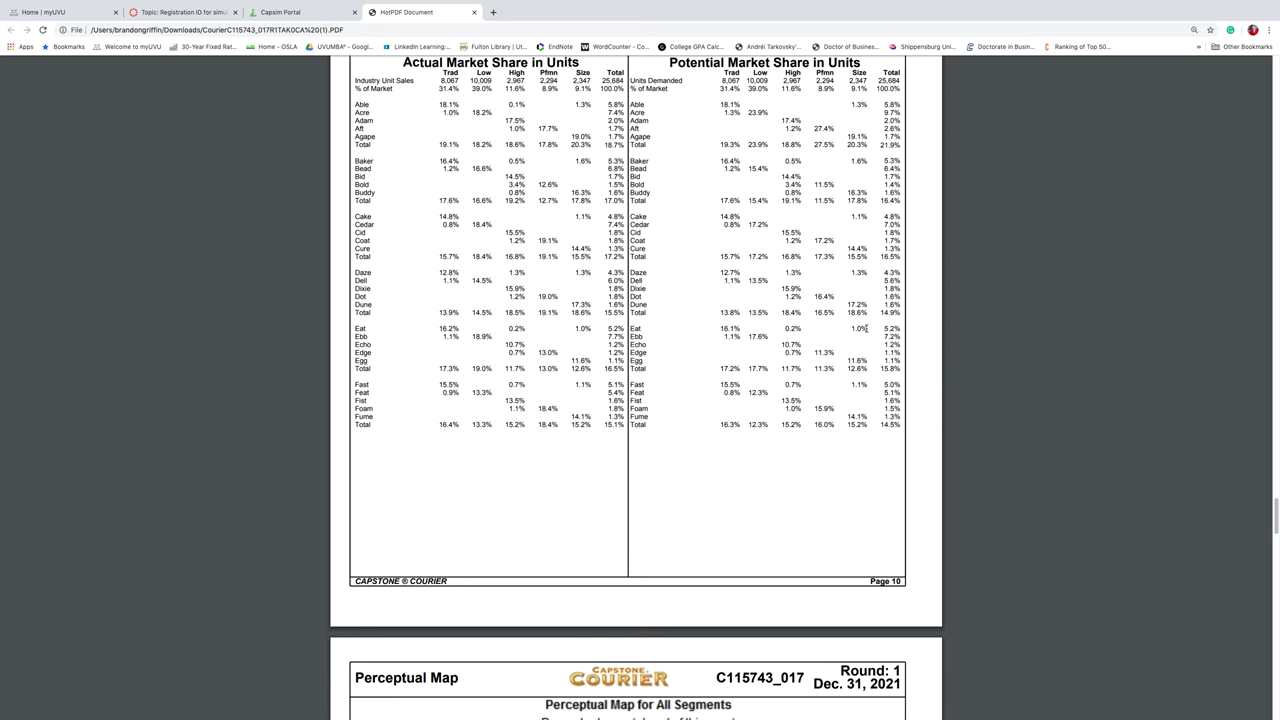 Home | myUVU
Topic: Registration ID for simu
Capsim Portal
HotPDF Document
File | /Users/brandongriffin/Downloads/CourierC115743_017R1TAK0CA%20(1).PDF
Apps Bookmarks Welcome to myUVU 30-Year Fixed Rat... Home - OSLA UVUMBA* - Googl... LinkedIn Learning:... Fulton Library | Ut... EndNote WordCounter - Co... College GPA Calc... Andréi Tarkovsky'... Doctor of Business... Shippensburg Uni... Doctorate in Busin... Ranking of Top 50... » Other Bookmarks
Actual Market Share in Units
Trad Low High Pfmn Size Total
Industry Unit Sales 8,067 10,009 2,967 2,294 2,347 25,684
% of Market 31.4% 39.0% 11.6% 8.9% 9.1% 100.0%
Able 18.1% 0.1% 1.3% 5.8%
Acre 1.0% 18.2% 7.4%
Adam 17.5% 2.0%
Aft 1.0% 17.7% 1.7%
Agape 19.0% 1.7%
Total 19.1% 18.2% 18.6% 17.8% 20.3% 18.7%
Baker 16.4% 0.5% 1.6% 5.3%
Bead 1.2% 16.6% 6.8%
Bid 14.5% 1.7%
Bold 3.4% 12.6% 1.5%
Buddy 0.8% 16.3% 1.6%
Total 17.6% 16.6% 19.2% 12.7% 17.8% 17.0%
Cake 14.8% 1.1% 4.8%
Cedar 0.8% 18.4% 7.4%
Cid 15.5% 1.8%
Coat 1.2% 19.1% 1.8%
Cure 14.4% 1.3%
Total 15.7% 18.4% 16.8% 19.1% 15.5% 17.2%
Daze 12.8% 1.3% 1.3% 4.3%
Dell 1.1% 14.5% 6.0%
Dixie 15.9% 1.8%
Dot 1.2% 19.0% 1.8%
Dune 17.3% 1.6%
Total 13.9% 14.5% 18.5% 19.1% 18.6% 15.5%
Eat 16.2% 0.2% 1.0% 5.2%
Ebb 1.1% 18.9% 7.7%
Echo 10.7% 1.2%
Edge 0.7% 13.0% 1.2%
Egg 11.6% 1.1%
Total 17.3% 19.0% 11.7% 13.0% 12.6% 16.5%
Fast 15.5% 0.7% 1.1% 5.1%
Feat 0.9% 13.3% 5.4%
Fist 13.5% 1.6%
Foam 1.1% 18.4% 1.8%
Fume 14.1% 1.3%
Total 16.4% 13.3% 15.2% 18.4% 15.2% 15.1%
Potential Market Share in Units
Trad Low High Pfmn Size Total
Units Demanded 8,067 10,009 2,967 2,294 2,347 25,684
% of Market 31.4% 39.0% 11.6% 8.9% 9.1% 100.0%
Able 18.1% 1.3% 5.8%
Acre 1.3% 23.9% 9.7%
Adam 17.4% 2.0%
Aft 1.2% 27.4% 2.6%
Agape 19.1% 1.7%
Total 19.3% 23.9% 18.8% 27.5% 20.3% 21.9%
Baker 16.4% 0.5% 1.6% 5.3%
Bead 1.2% 15.4% 6.4%
Bid 14.4% 1.7%
Bold 3.4% 11.5% 1.4%
Buddy 0.8% 16.3% 1.6%
Total 17.6% 15.4% 19.1% 11.5% 17.8% 16.4%
Cake 14.8% 1.1% 4.8%
Cedar 0.8% 17.2% 7.0%
Cid 15.5% 1.8%
Coat 1.2% 17.2% 1.7%
Cure 14.4% 1.3%
Total 15.7% 17.2% 16.8% 17.3% 15.5% 16.5%
Daze 12.7% 1.3% 1.3% 4.3%
Dell 1.1% 13.5% 5.6%
Dixie 15.9% 1.8%
Dot 1.2% 16.4% 1.6%
Dune 17.2% 1.6%
Total 13.8% 13.5% 18.4% 16.5% 18.6% 14.9%
Eat 16.1% 0.2% 1.0% 5.2%
Ebb 1.1% 17.6% 7.2%
Echo 10.7% 1.2%
Edge 0.7% 11.3% 1.1%
Egg 11.6% 1.1%
Total 17.2% 17.7% 11.7% 11.3% 12.6% 15.8%
Fast 15.5% 0.7% 1.1% 5.0%
Feat 0.8% 12.3% 5.1%
Fist 13.5% 1.6%
Foam 1.0% 15.9% 1.5%
Fume 14.1% 1.3%
Total 16.3% 12.3% 15.2% 16.0% 15.2% 14.5%
CAPSTONE ® COURIER Page 10
Perceptual Map
CAPSTONE
COURIER
C115743_017
Round: 1
Dec. 31, 2021
Perceptual Map for All Segments